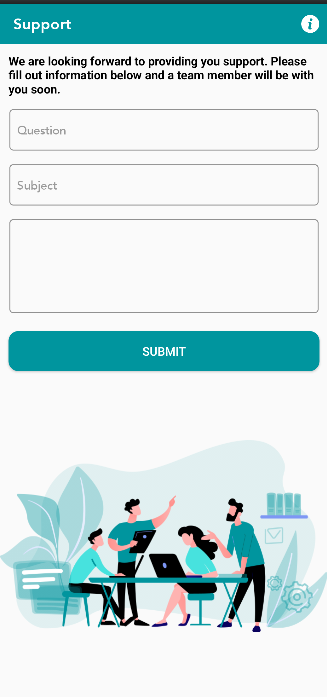 Support
We are looking forward to providing you support. Please
fill out information below and a team member will be with
you soon.
Question
Subject
SUBMIT